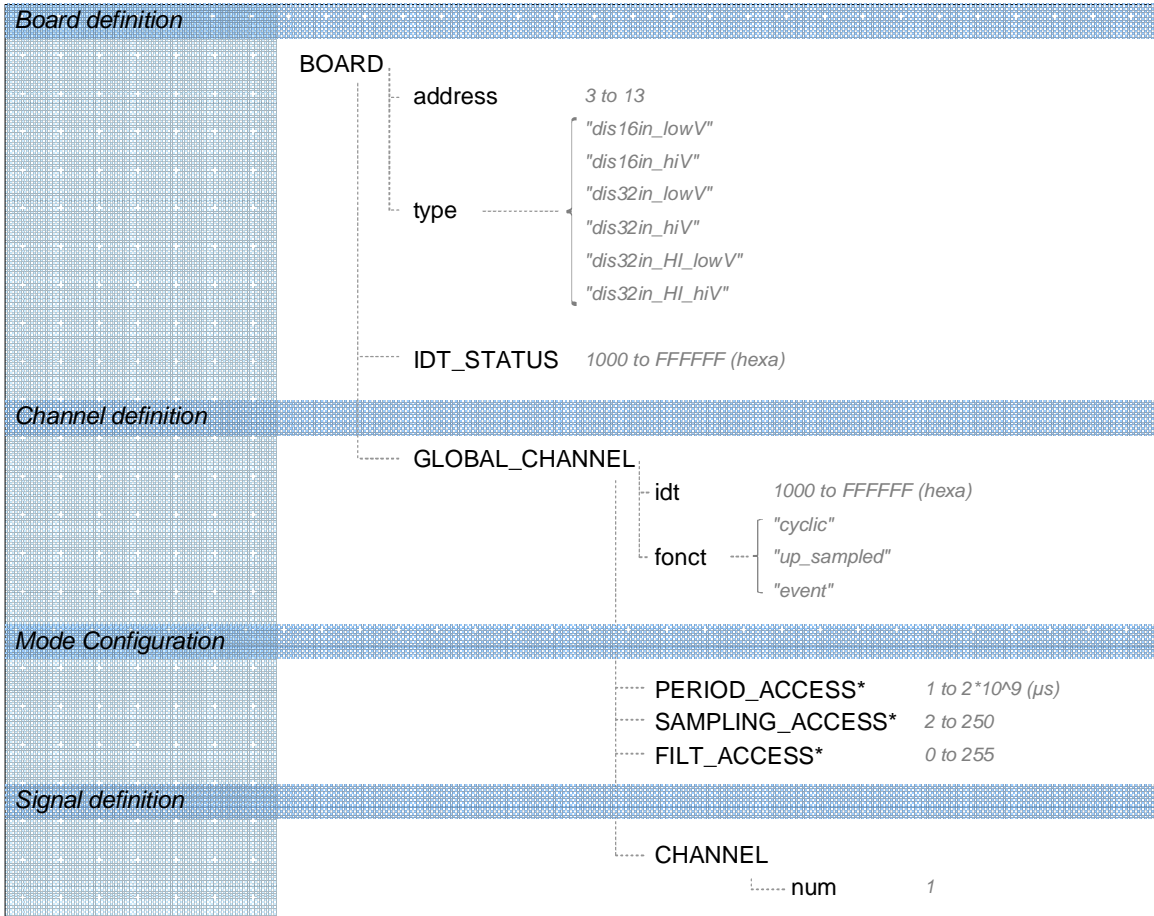 Board definition
BOARD
address 3 to 13
"dis16in_lowV"
"dis16in_hiV"
"dis32in_lowV"
type
"dis32in_hiV"
"dis32in_HI_lowV"
"dis32in_HI_hiV"
IDT_STATUS 1000 to FFFFFF (hexa)
Channel definition
GLOBAL_CHANNEL
idt 1000 to FFFFFF (hexa)
"cyclic"
fonct "up_sampled"
"event"
Mode Configuration
PERIOD_ACCESS* 1 to 2*10^9 (µs)
SAMPLING_ACCESS* 2 to 250
FILT_ACCESS* 0 to 255
Signal definition
CHANNEL
num 1